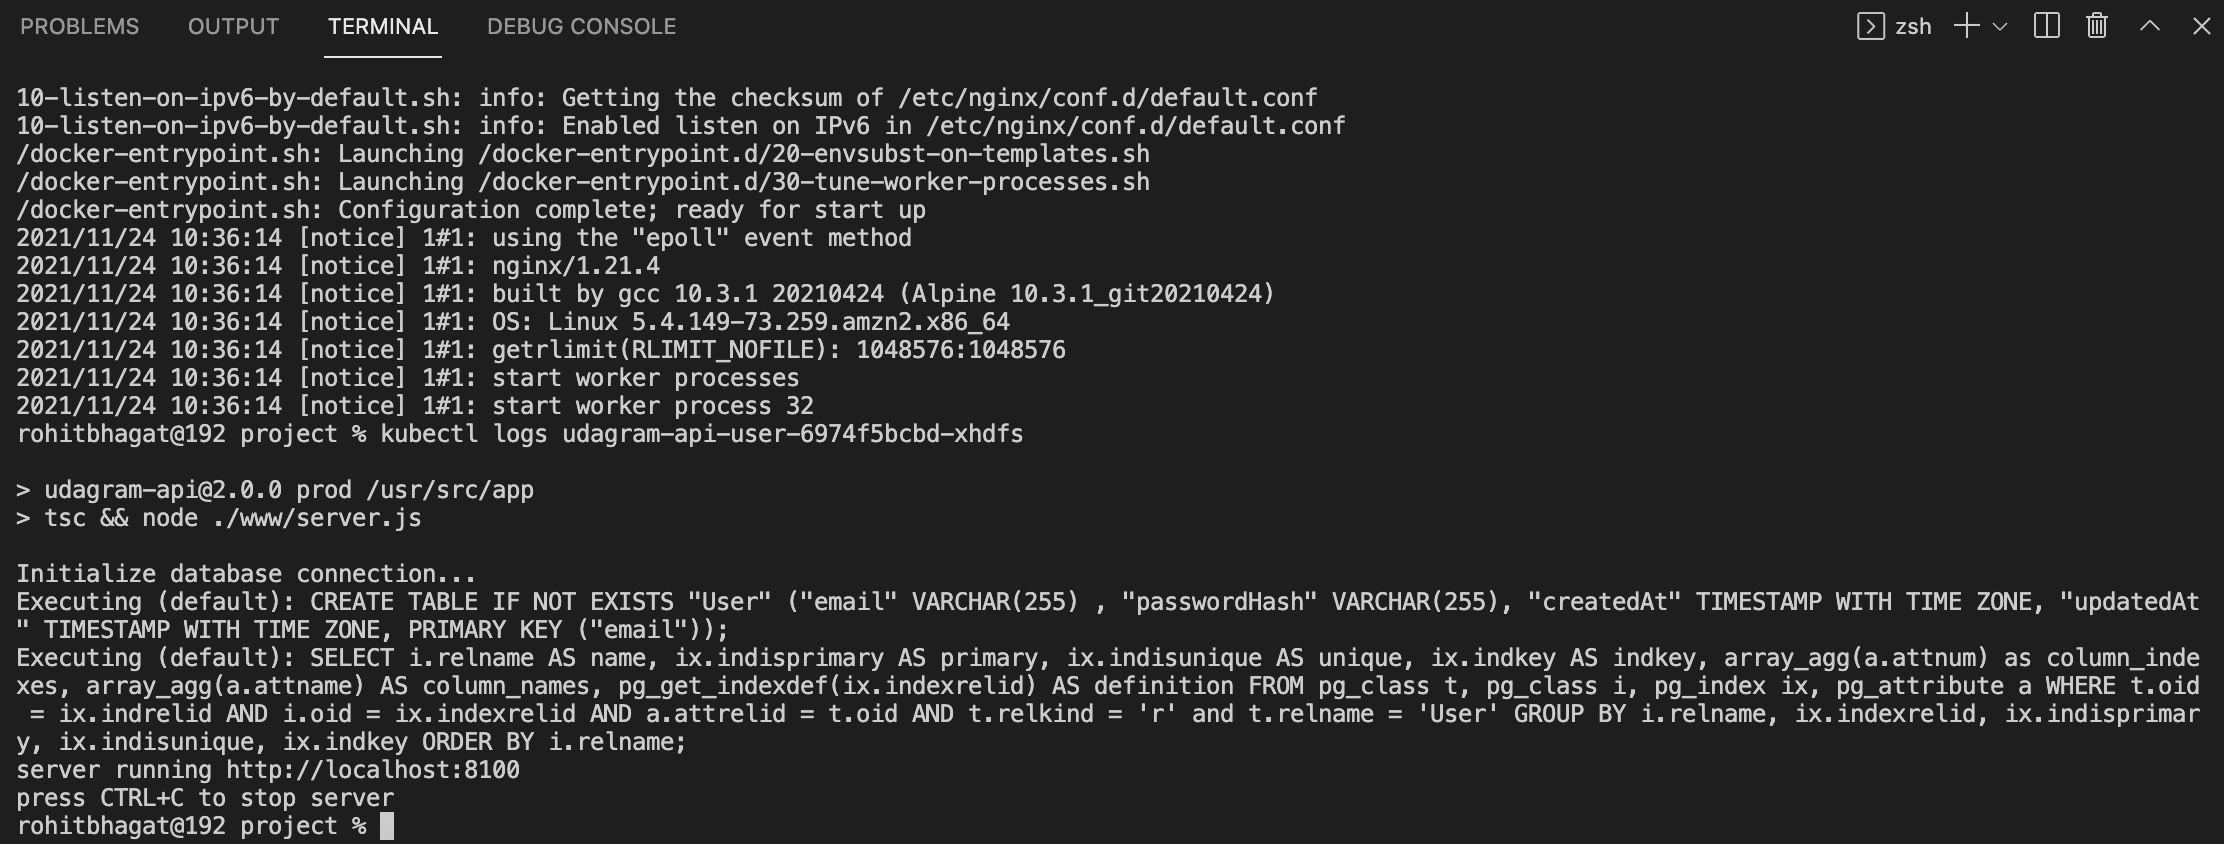 PROBLEMS OUTPUT TERMINAL DEBUG CONSOLE zsh
10-listen-on-ipv6-by-default.sh: info: Getting the checksum of /etc/nginx/conf.d/default.conf
10-listen-on-ipv6-by-default.sh: info: Enabled listen on IPv6 in /etc/nginx/conf.d/default.conf
/docker-entrypoint.sh: Launching /docker-entrypoint.d/20-envsubst-on-templates.sh
/docker-entrypoint.sh: Launching /docker-entrypoint.d/30-tune-worker-processes.sh
/docker-entrypoint.sh: Configuration complete; ready for start up
2021/11/24 10:36:14 [notice] 1#1: using the "epoll" event method
2021/11/24 10:36:14 [notice] 1#1: nginx/1.21.4
2021/11/24 10:36:14 [notice] 1#1: built by gcc 10.3.1 20210424 (Alpine 10.3.1_git20210424)
2021/11/24 10:36:14 [notice] 1#1: OS: Linux 5.4.149-73.259.amzn2.x86_64
2021/11/24 10:36:14 [notice] 1#1: getrlimit(RLIMIT_NOFILE): 1048576:1048576
2021/11/24 10:36:14 [notice] 1#1: start worker processes
2021/11/24 10:36:14 [notice] 1#1: start worker process 32
rohitbhagat@192 project % kubectl logs udagram-api-user-6974f5bcbd-xhdfs
> udagram-api@2.0.0 prod /usr/src/app
> tsc && node ./www/server.js
Initialize database connection...
Executing (default): CREATE TABLE IF NOT EXISTS "User" ("email" VARCHAR(255) , "passwordHash" VARCHAR(255), "createdAt" TIMESTAMP WITH TIME ZONE, "updatedAt
" TIMESTAMP WITH TIME ZONE, PRIMARY KEY ("email"));
Executing (default): SELECT i.relname AS name, ix.indisprimary AS primary, ix.indisunique AS unique, ix.indkey AS indkey, array_agg(a.attnum) as column_inde
xes, array_agg(a.attname) AS column_names, pg_get_indexdef(ix.indexrelid) AS definition FROM pg_class t, pg_class i, pg_index ix, pg_attribute a WHERE t.oid
 = ix.indrelid AND i.oid = ix.indexrelid AND a.attrelid = t.oid AND t.relkind = 'r' and t.relname = 'User' GROUP BY i.relname, ix.indexrelid, ix.indisprimar
y, ix.indisunique, ix.indkey ORDER BY i.relname;
server running http://localhost:8100
press CTRL+C to stop server
rohitbhagat@192 project %